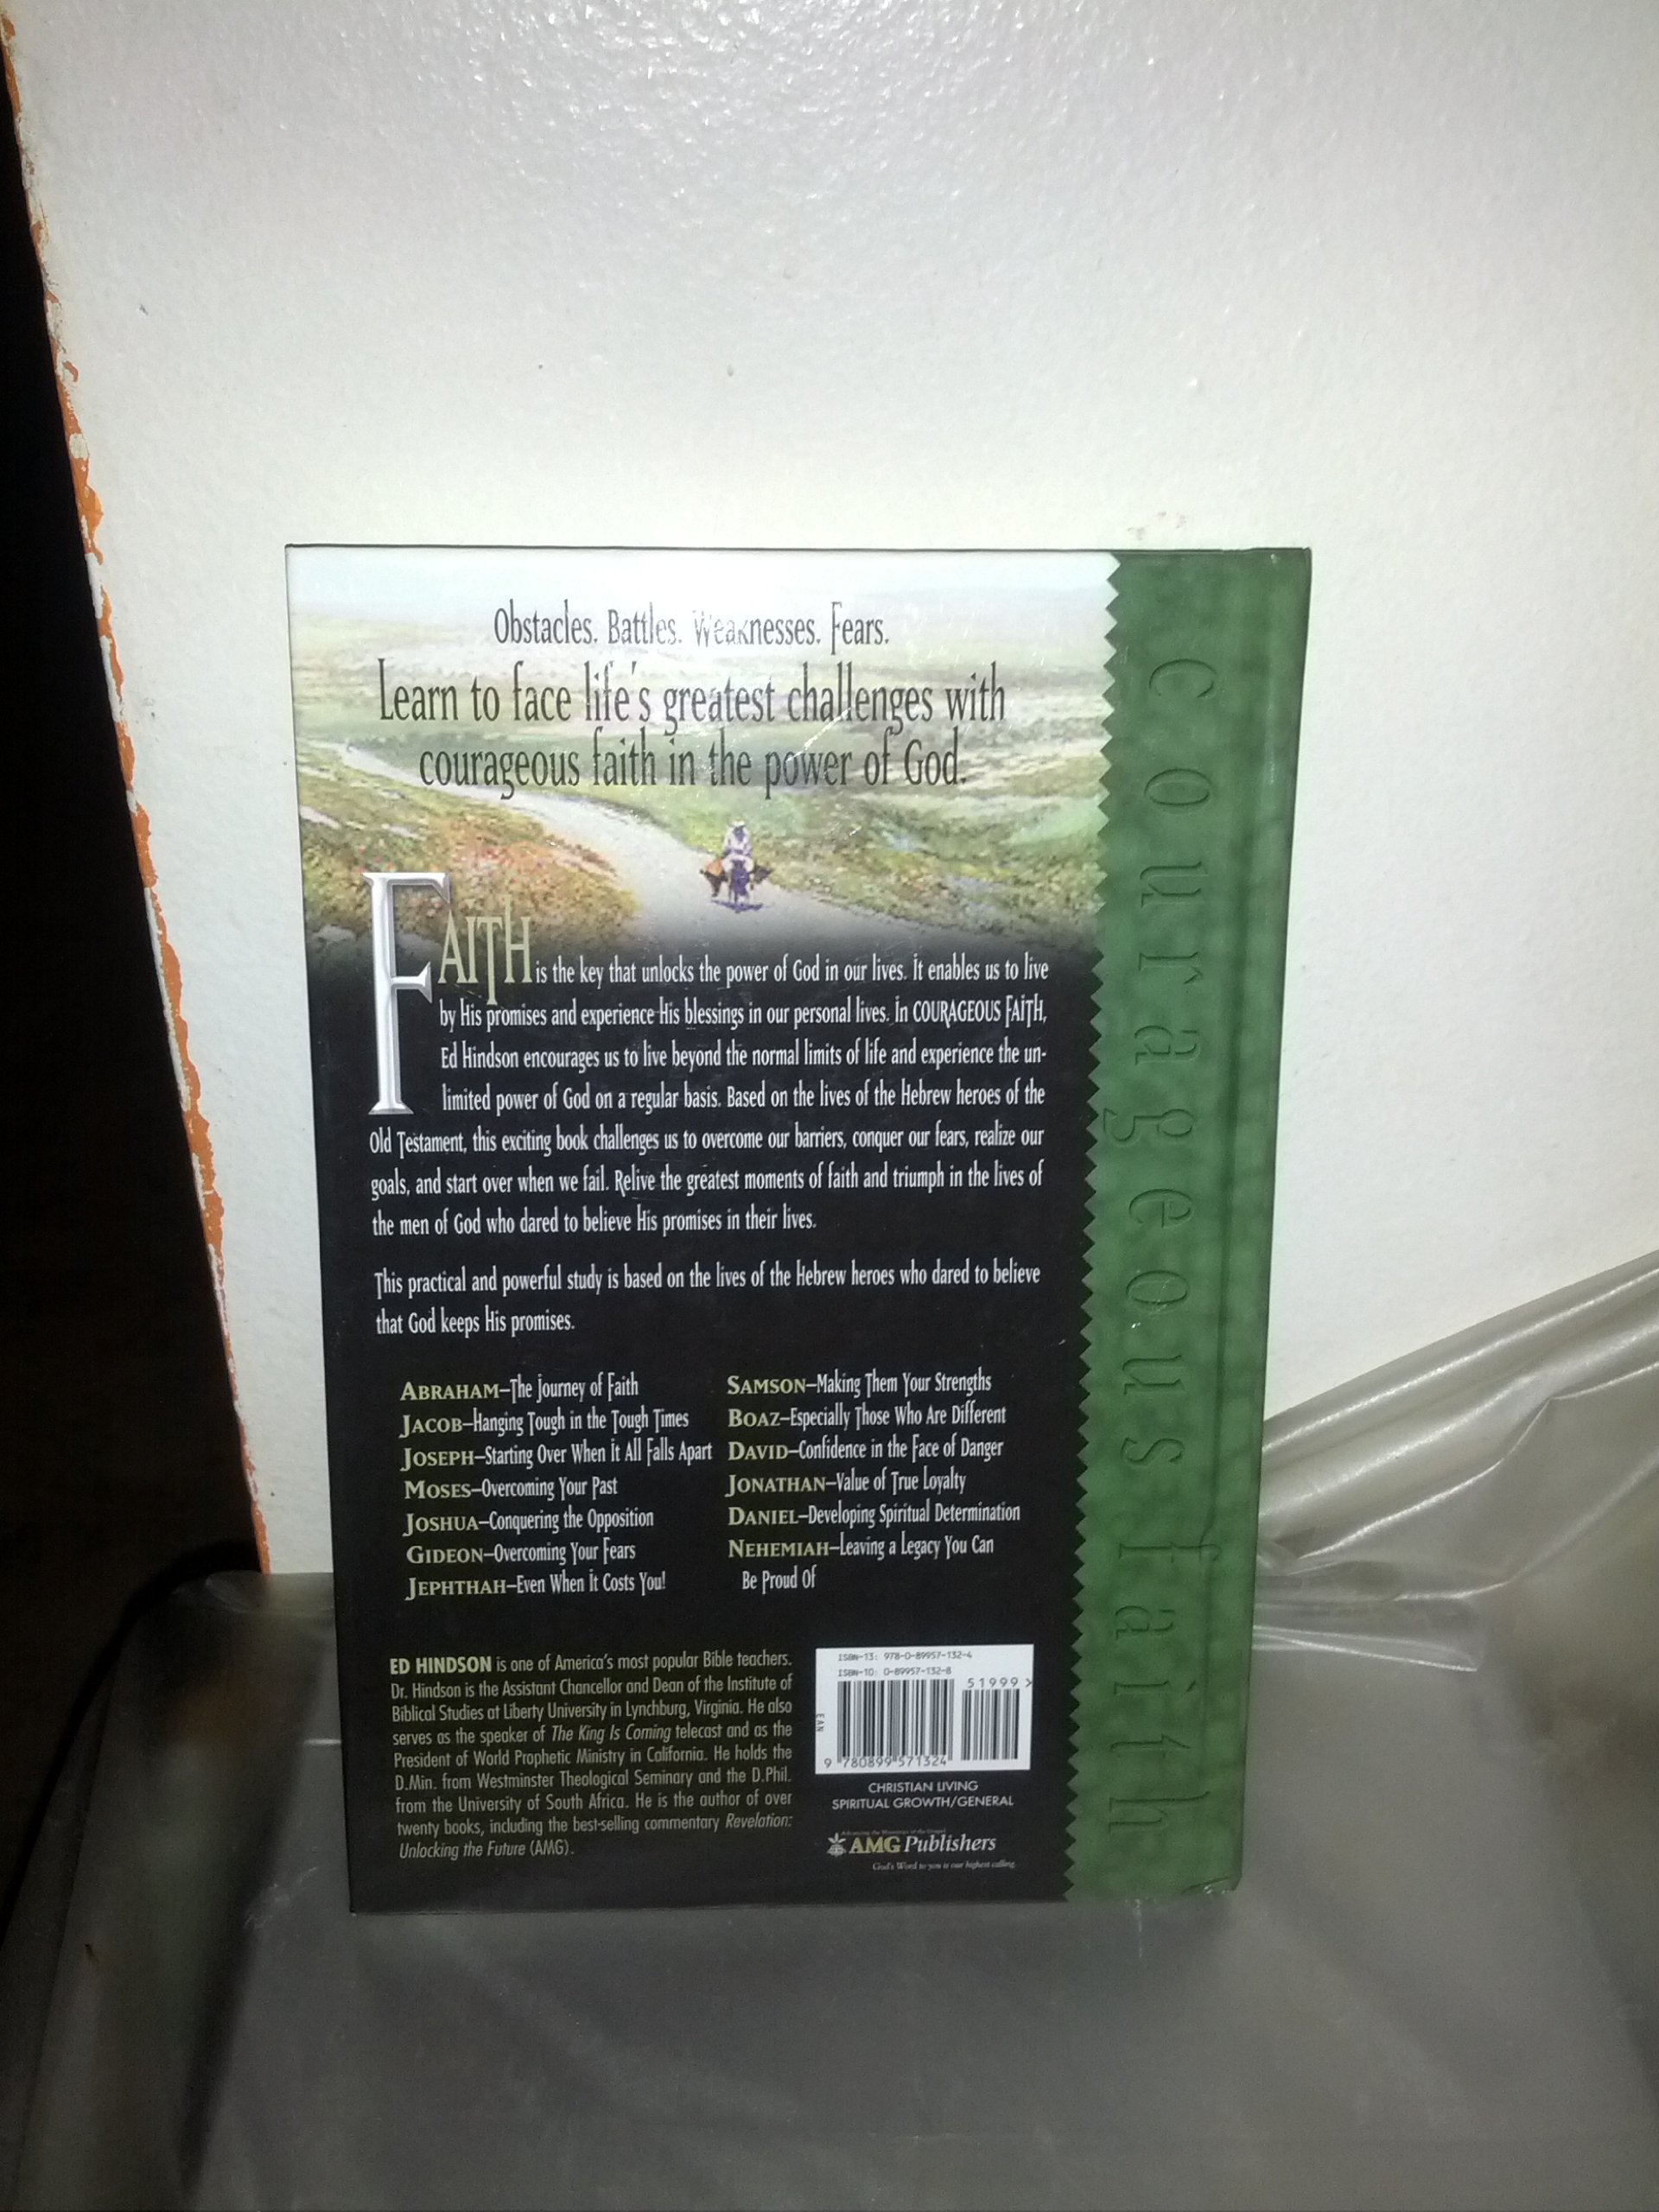 Obstacles. Battles. Weaknesses. Fears.
Learn to face life's greatest challenges with
courageous faith in the power of God.
FAITH is the key that unlocks the power of God in our lives. It enables us to live
by His promises and experience His blessings in our personal lives. In COURAGEOUS FAITH,
Ed Hindson encourages us to live beyond the normal limits of life and experience the un-
limited power of God on a regular basis. Based on the lives of the Hebrew heroes of the
Old Testament, this exciting book challenges us to overcome our barriers, conquer our fears, realize our
goals, and start over when we fail. Relive the greatest moments of faith and triumph in the lives of
the men of God who dared to believe His promises in their lives.
This practical and powerful study is based on the lives of the Hebrew heroes who dared to believe
that God keeps His promises.
ABRAHAM–The Journey of Faith
JACOB–Hanging Tough in the Tough Times
JOSEPH–Starting Over When It All Falls Apart
MOSES–Overcoming Your Past
JOSHUA–Conquering the Opposition
GIDEON–Overcoming Your Fears
JEPHTHAH–Even When It Costs You!
SAMSON–Making Them Your Strengths
BOAZ–Especially Those Who Are Different
DAVID–Confidence in the Face of Danger
JONATHAN–Value of True Loyalty
DANIEL–Developing Spiritual Determination
NEHEMIAH–Leaving a Legacy You Can
Be Proud Of
ED HINDSON is one of America's most popular Bible teachers.
Dr. Hindson is the Assistant Chancellor and Dean of the Institute of
Biblical Studies at Liberty University in Lynchburg, Virginia. He also
serves as the speaker of The King Is Coming telecast and as the
President of World Prophetic Ministry in California. He holds the
D.Min. from Westminster Theological Seminary and the D.Phil.
from the University of South Africa. He is the author of over
twenty books, including the best-selling commentary Revelation:
Unlocking the Future (AMG).
ISBN-13: 978-0-89957-132-4
ISBN-10: 0-89957-132-8
51999>
EAN
9 780899 571324
CHRISTIAN LIVING
SPIRITUAL GROWTH/GENERAL
Advancing the Ministries of the Gospel
AMG Publishers
God's Word to you is our highest calling.
courageous faith